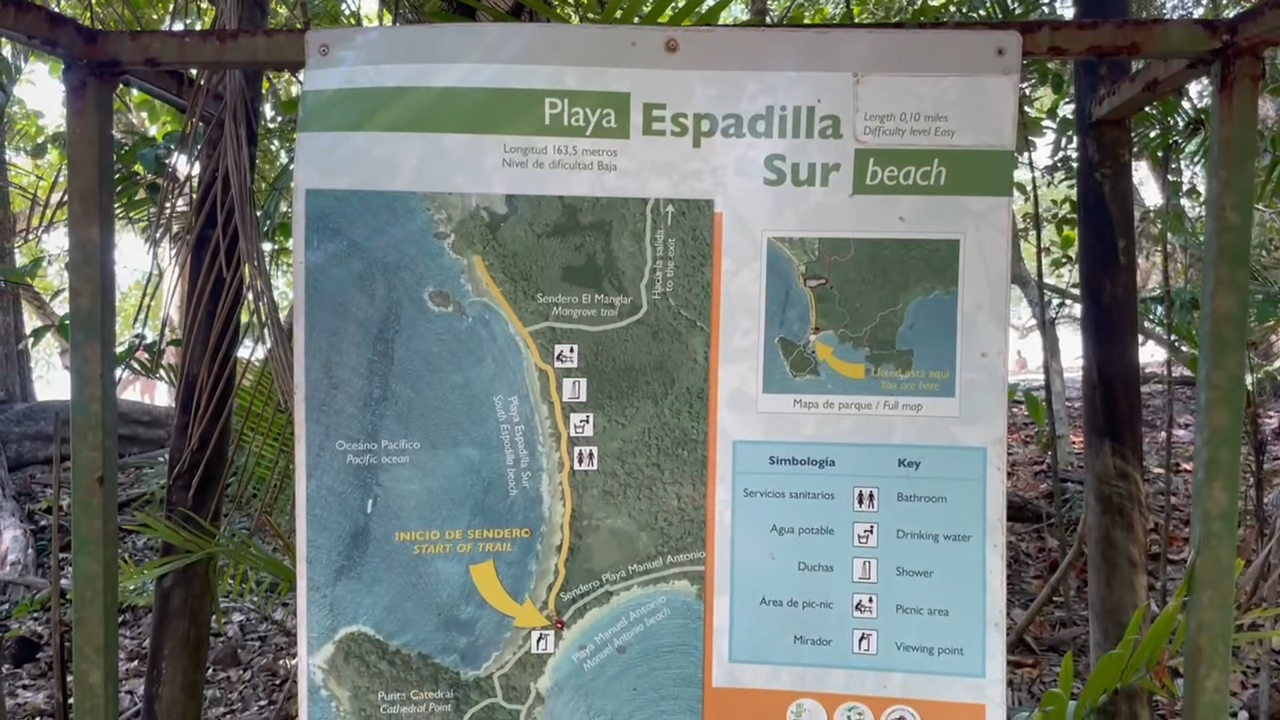 Playa Espadilla
Sur beach
Length 0,10 miles
Difficulty level Easy
Longitud 163,5 metros
Nivel de dificultad Baja
Hacia la salida
to the exit
Sendero El Manglar
Mangrove trail
Playa Espadilla Sur
South Espadilla beach
Oceáno Pacífico
Pacific ocean
INICIO DE SENDERO
START OF TRAIL
Sendero Playa Manuel Antonio
Playa Manuel Antonio
Manuel Antonio beach
Punta Catedral
Cathedral Point
Usted está aquí
You are here
Mapa de parque / Full map
Simbología Key
Servicios sanitarios Bathroom
Agua potable Drinking water
Duchas Shower
Área de pic-nic Picnic area
Mirador Viewing point